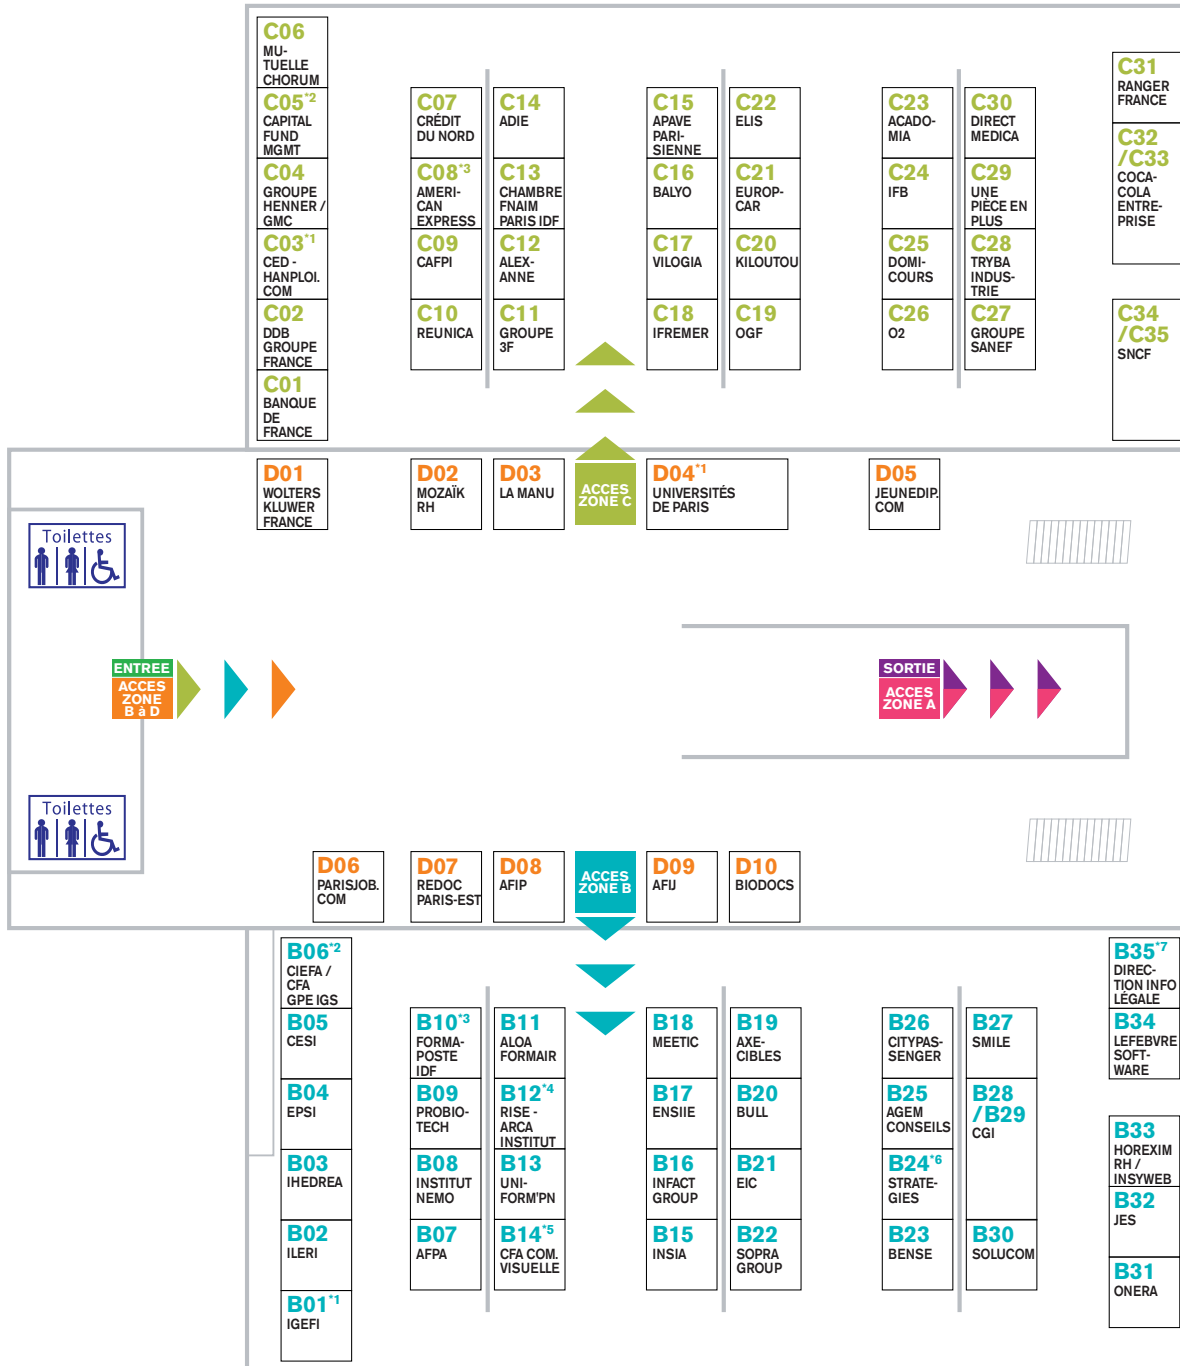 C06
MU-
TUELLE
CHORUM
C05*2
CAPITAL
FUND
MGMT
C04
GROUPE
HENNER /
GMC
C03*1
CED -
HANPLOI.
COM
C02
DDB
GROUPE
FRANCE
C01
BANQUE
DE
FRANCE
C07
CRÉDIT
DU NORD
C08*3
AMERI-
CAN
EXPRESS
C09
CAFPI
C10
REUNICA
C14
ADIE
C13
CHAMBRE
FNAIM
PARIS IDF
C12
ALEX-
ANNE
C11
GROUPE
3F
C15
APAVE
PARI-
SIENNE
C16
BALYO
C17
VILOGIA
C18
IFREMER
C22
ELIS
C21
EUROP-
CAR
C20
KILOUTOU
C19
OGF
C23
ACADO-
MIA
C24
IFB
C25
DOMI-
COURS
C26
O2
C30
DIRECT
MEDICA
C29
UNE
PIÈCE EN
PLUS
C28
TRYBA
INDUS-
TRIE
C27
GROUPE
SANEF
C31
RANGER
FRANCE
C32
/C33
COCA-
COLA
ENTRE-
PRISE
C34
/C35
SNCF
D01
WOLTERS
KLUWER
FRANCE
D02
MOZAÏK
RH
D03
LA MANU
ACCES
ZONE C
D04*1
UNIVERSITÉS
DE PARIS
D05
JEUNEDIP.
COM
Toilettes
ENTREE
ACCES
ZONE
B à D
SORTIE
ACCES
ZONE A
Toilettes
D06
PARISJOB.
COM
D07
REDOC
PARIS-EST
D08
AFIP
ACCES
ZONE B
D09
AFIJ
D10
BIODOCS
B06*2
CIEFA /
CFA
GPE IGS
B05
CESI
B04
EPSI
B03
IHEDREA
B02
ILERI
B01*1
IGEFI
B10*3
FORMA-
POSTE
IDF
B09
PROBIO-
TECH
B08
INSTITUT
NEMO
B07
AFPA
B11
ALOA
FORMAIR
B12*4
RISE -
ARCA
INSTITUT
B13
UNI-
FORM'PN
B14*5
CFA COM.
VISUELLE
B18
MEETIC
B17
ENSIIE
B16
INFACT
GROUP
B15
INSIA
B19
AXE-
CIBLES
B20
BULL
B21
EIC
B22
SOPRA
GROUP
B26
CITYPAS-
SENGER
B25
AGEM
CONSEILS
B24*6
STRATE-
GIES
B23
BENSE
B27
SMILE
B28
/B29
CGI
B30
SOLUCOM
B35*7
DIREC-
TION INFO
LÉGALE
B34
LEFEBVRE
SOFT-
WARE
B33
HOREXIM
RH /
INSYWEB
B32
JES
B31
ONERA